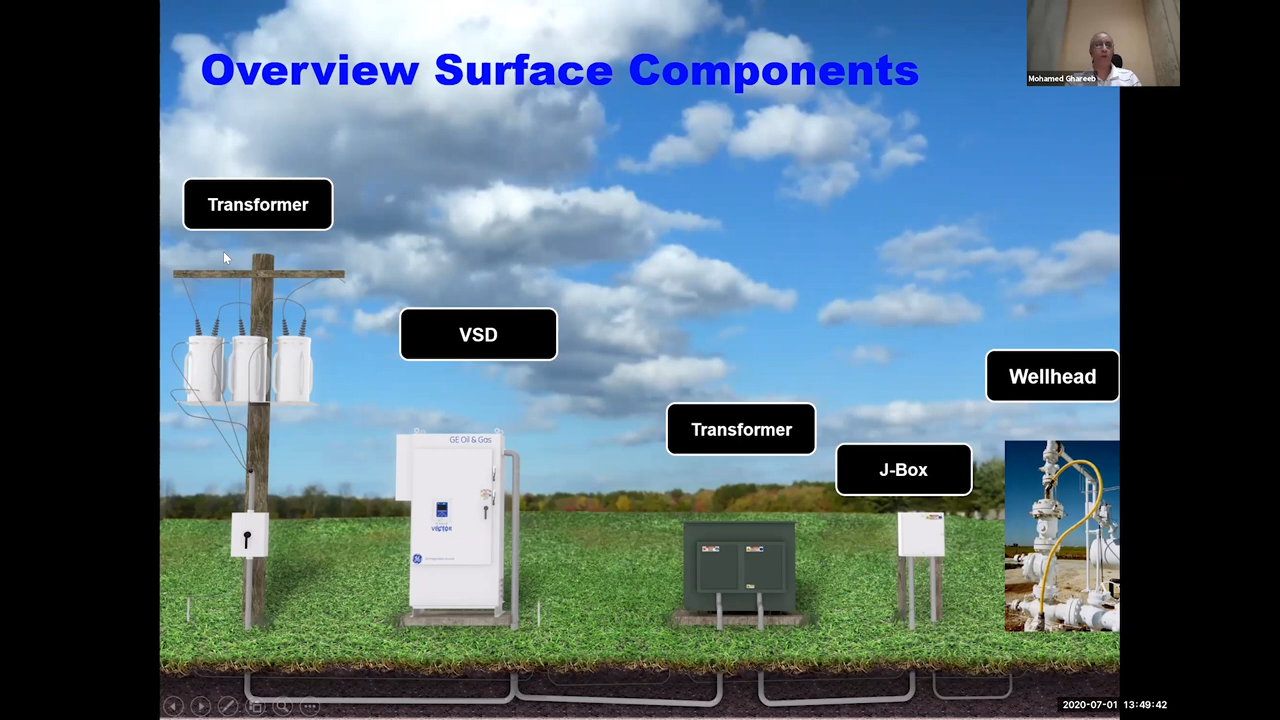 Overview Surface Components
Mohamed Ghareeb
Transformer
VSD
Wellhead
Transformer
J-Box
GE Oil & Gas
VECTOR
2020-07-01 13:49:42